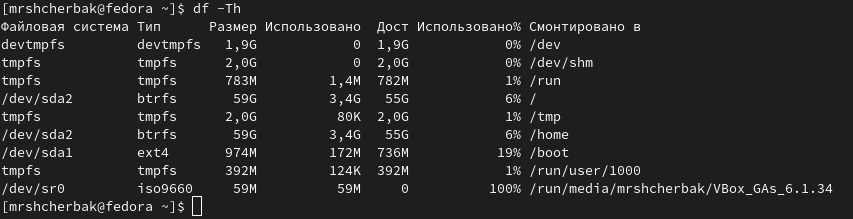 [mrshcherbak@fedora ~]$ df -Th
Файловая система Тип      Размер Использовано  Дост Использовано% Смонтировано в
devtmpfs         devtmpfs   1,9G            0  1,9G            0% /dev
tmpfs            tmpfs      2,0G            0  2,0G            0% /dev/shm
tmpfs            tmpfs      783M         1,4M  782M            1% /run
/dev/sda2        btrfs       59G         3,4G   55G            6% /
tmpfs            tmpfs      2,0G          80K  2,0G            1% /tmp
/dev/sda2        btrfs       59G         3,4G   55G            6% /home
/dev/sda1        ext4       974M         172M  736M           19% /boot
tmpfs            tmpfs      392M         124K  392M            1% /run/user/1000
/dev/sr0         iso9660     59M          59M     0          100% /run/media/mrshcherbak/VBox_GAs_6.1.34
[mrshcherbak@fedora ~]$